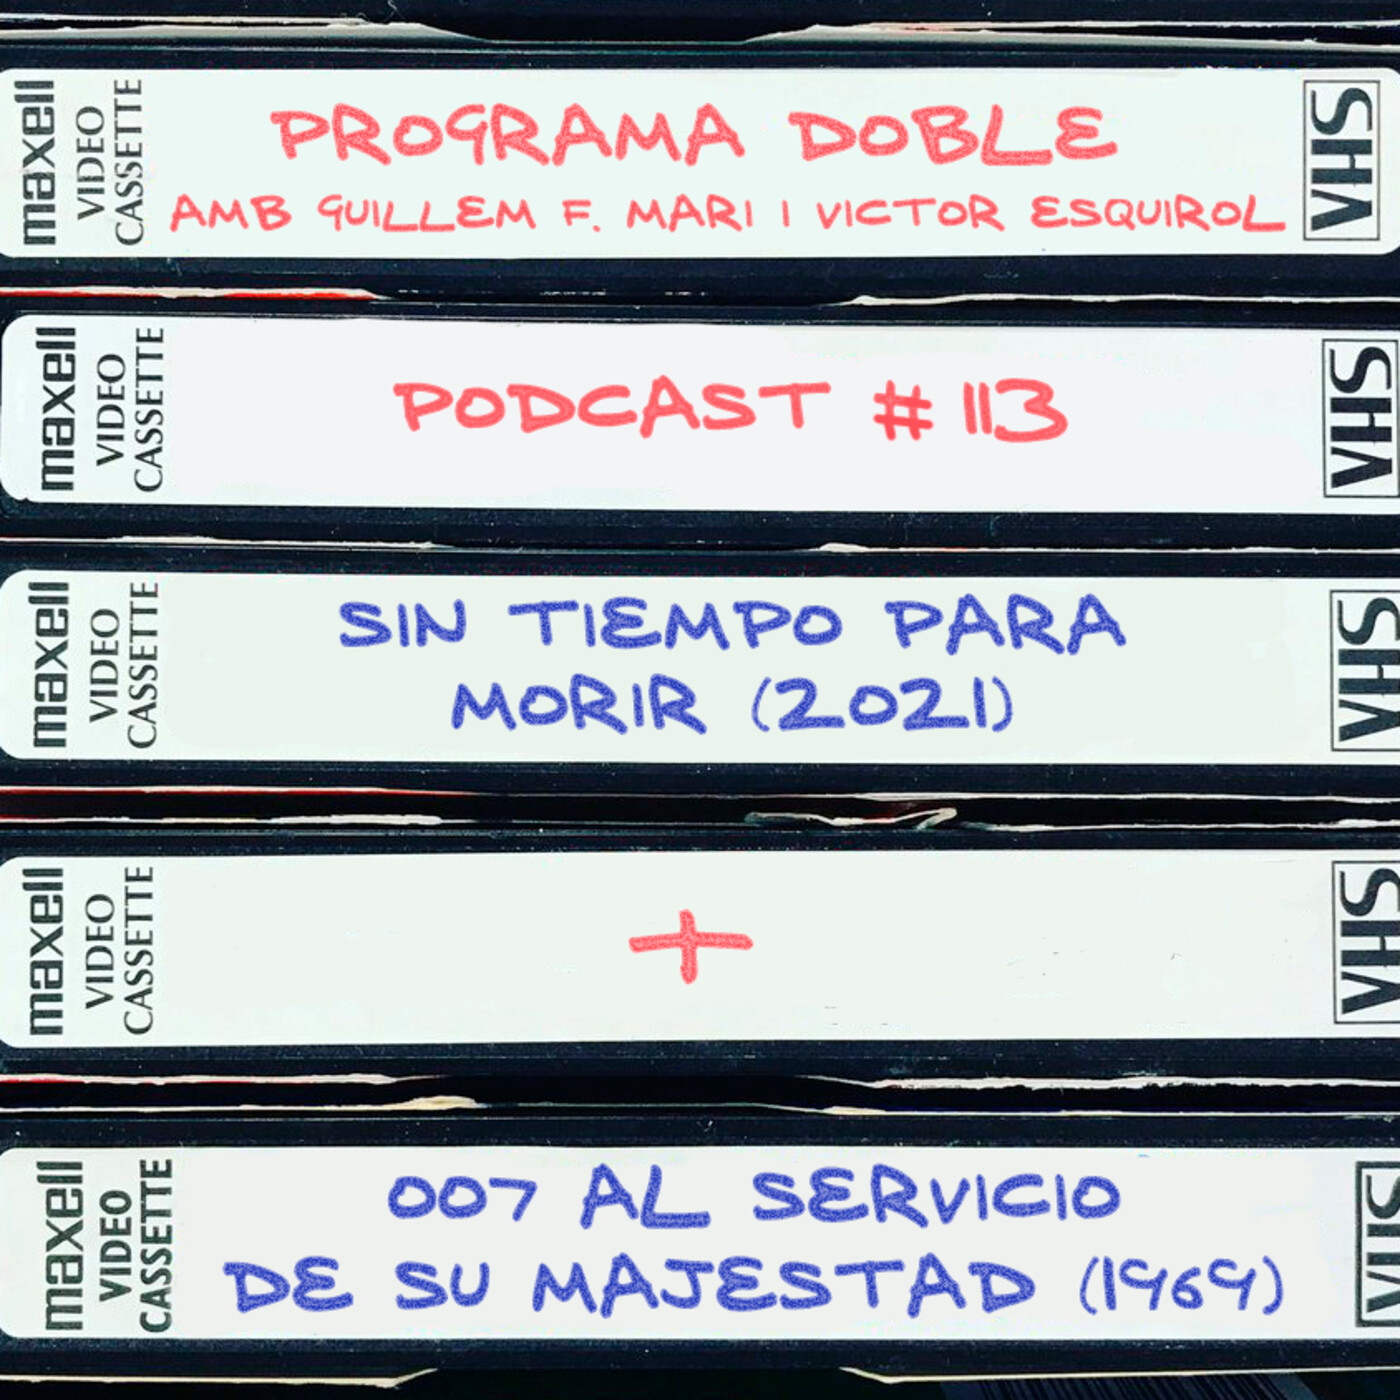 maxell
VIDEO
CASSETTE
PROGRAMA DOBLE
AMB GUILLEM F. MARI I VICTOR ESQUIROL
VHS
maxell
VIDEO
CASSETTE
PODCAST #113
VHS
maxell
VIDEO
CASSETTE
SIN TIEMPO PARA
MORIR (2021)
VHS
maxell
VIDEO
CASSETTE
+
VHS
maxell
VIDEO
CASSETTE
007 AL SERVICIO
DE SU MAJESTAD (1969)
VHS